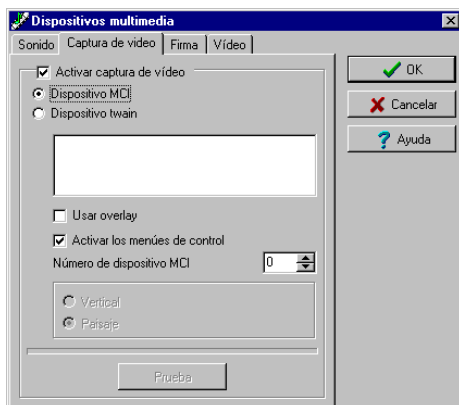 Dispositivos multimedia
Sonido Captura de video Firma Vídeo
Activar captura de vídeo
OK
Dispositivo MCI
Cancelar
Dispositivo twain
Ayuda
Usar overlay
Activar los menúes de control
Número de dispositivo MCI 0
Vertical
Paisaje
Prueba